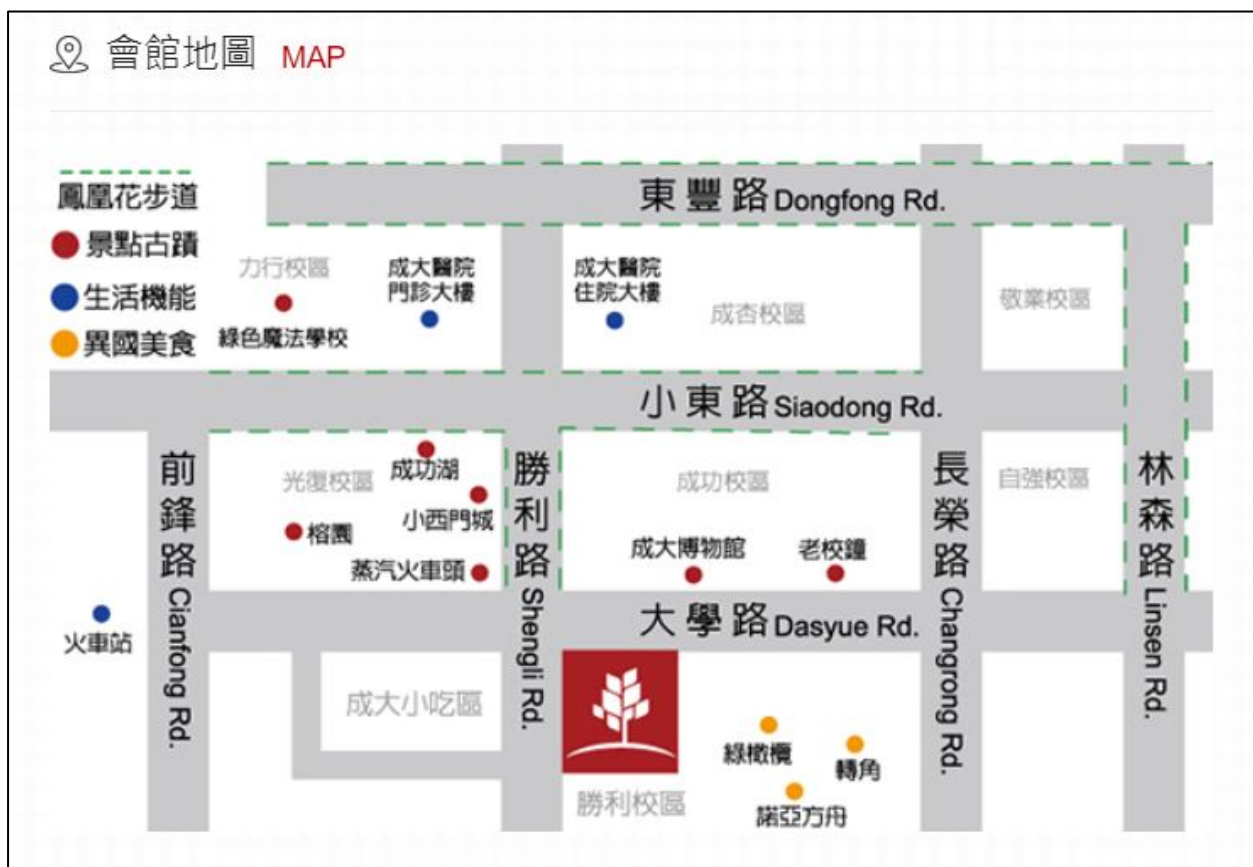 會館地圖 MAP
鳳凰花步道
景點古蹟
生活機能
異國美食
東豐路 Dongfong Rd.
力行校區
綠色魔法學校
成大醫院
門診大樓
成大醫院
住院大樓
成杏校區
敬業校區
小東路 Siaodong Rd.
前鋒路 Cianfong Rd.
光復校區
成功湖
小西門城
榕園
蒸汽火車頭
勝利路 Shengli Rd.
成功校區
成大博物館
老校鐘
長榮路 Changrong Rd.
自強校區
林森路 Linsen Rd.
火車站
大學路 Dasyue Rd.
成大小吃區
勝利校區
綠橄欖
轉角
諾亞方舟